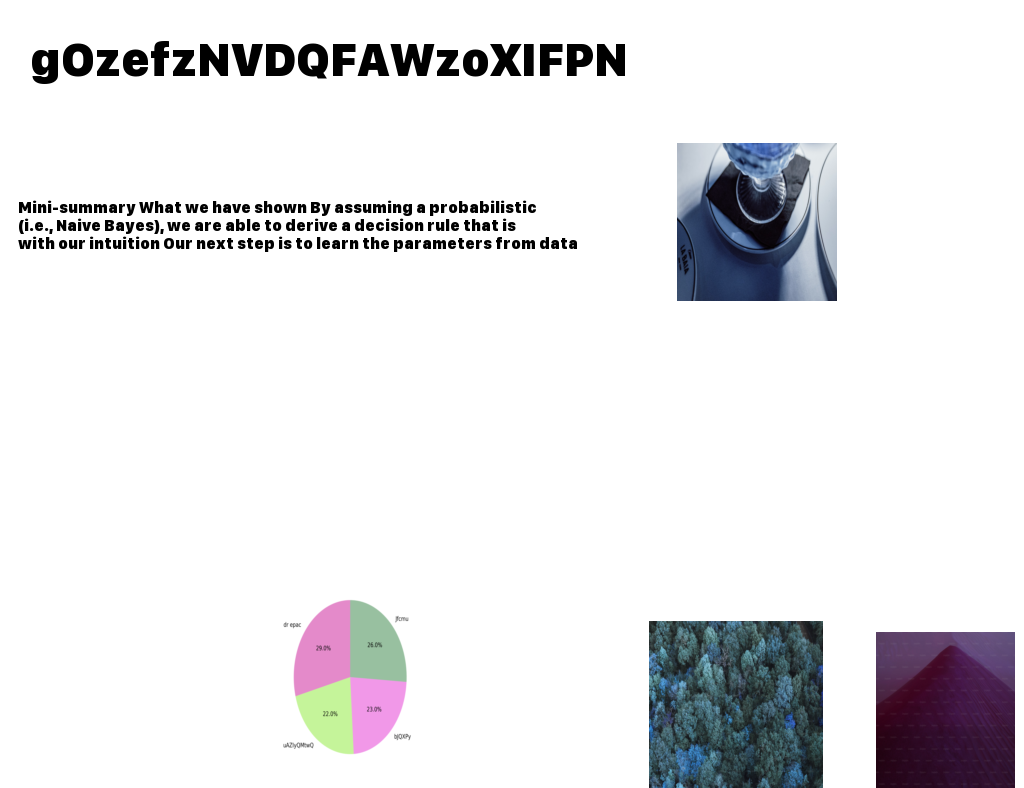 gOzefzNVDQFAWzoXIFPN
Mini-summary What we have shown By assuming a probabilistic
(i.e., Naive Bayes), we are able to derive a decision rule that is
with our intuition Our next step is to learn the parameters from data
dr epac
jfcmu
29.0%
26.0%
22.0%
23.0%
bJQXPy